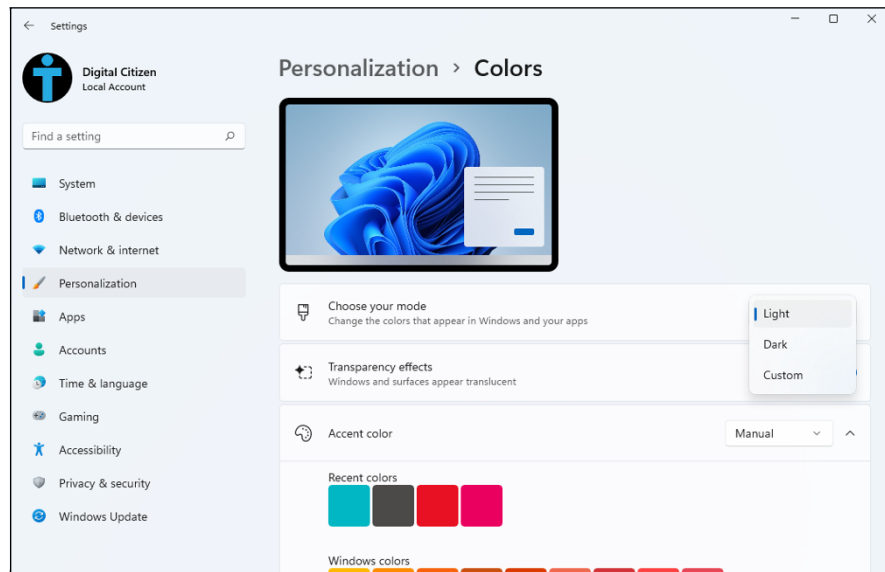 Settings
Digital Citizen
Local Account
Find a setting
System
Bluetooth & devices
Network & internet
Personalization
Apps
Accounts
Time & language
Gaming
Accessibility
Privacy & security
Windows Update
Personalization > Colors
Choose your mode
Change the colors that appear in Windows and your apps
Light
Dark
Custom
Transparency effects
Windows and surfaces appear translucent
Accent color
Manual
Recent colors
Windows colors